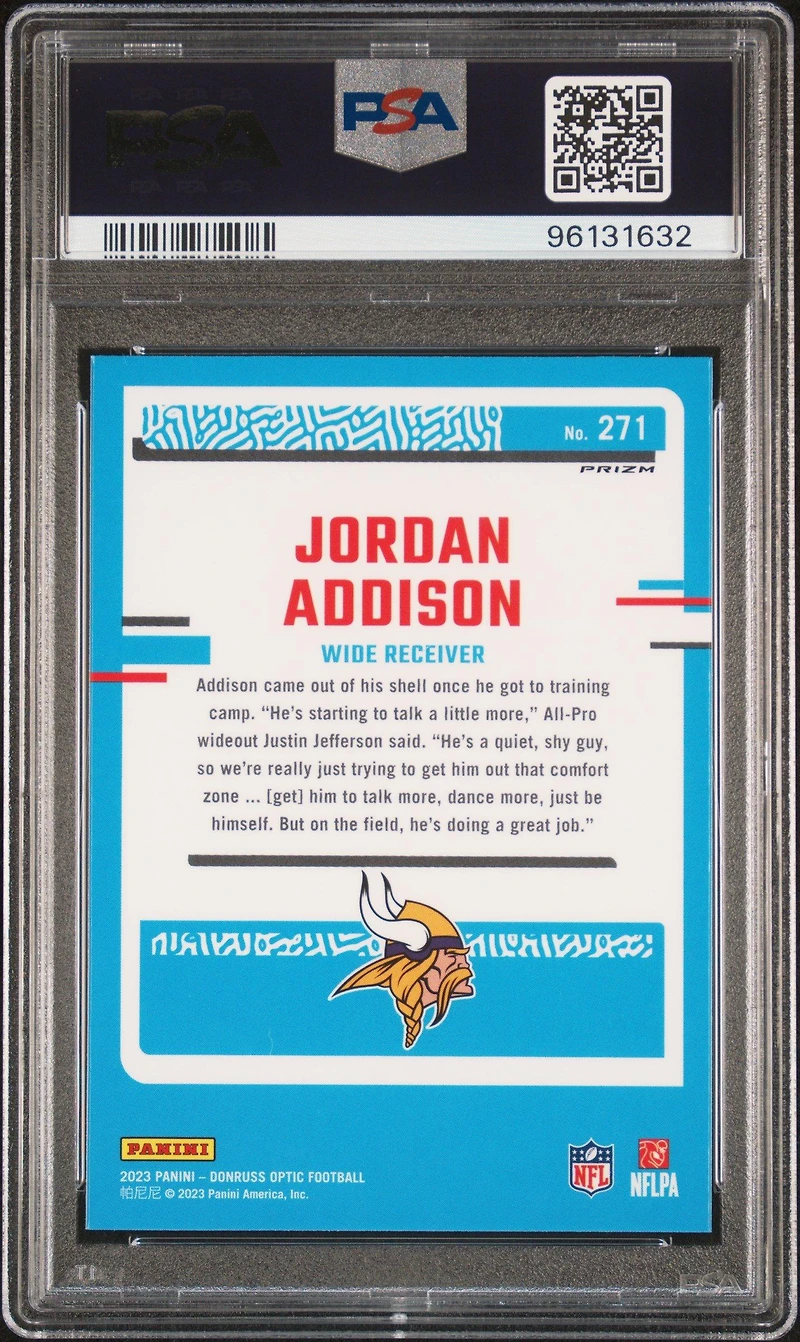 PSA
PSA
96131632
No. 271
PRIZM
JORDAN
ADDISON
WIDE RECEIVER
Addison came out of his shell once he got to training
camp. “He’s starting to talk a little more,” All-Pro
wideout Justin Jefferson said. “He’s a quiet, shy guy,
so we’re really just trying to get him out that comfort
zone ... [get] him to talk more, dance more, just be
himself. But on the field, he’s doing a great job.”
PANINI
2023 PANINI – DONRUSS OPTIC FOOTBALL
帕尼尼 © 2023 Panini America, Inc.
NFL
NFLPA
PSA